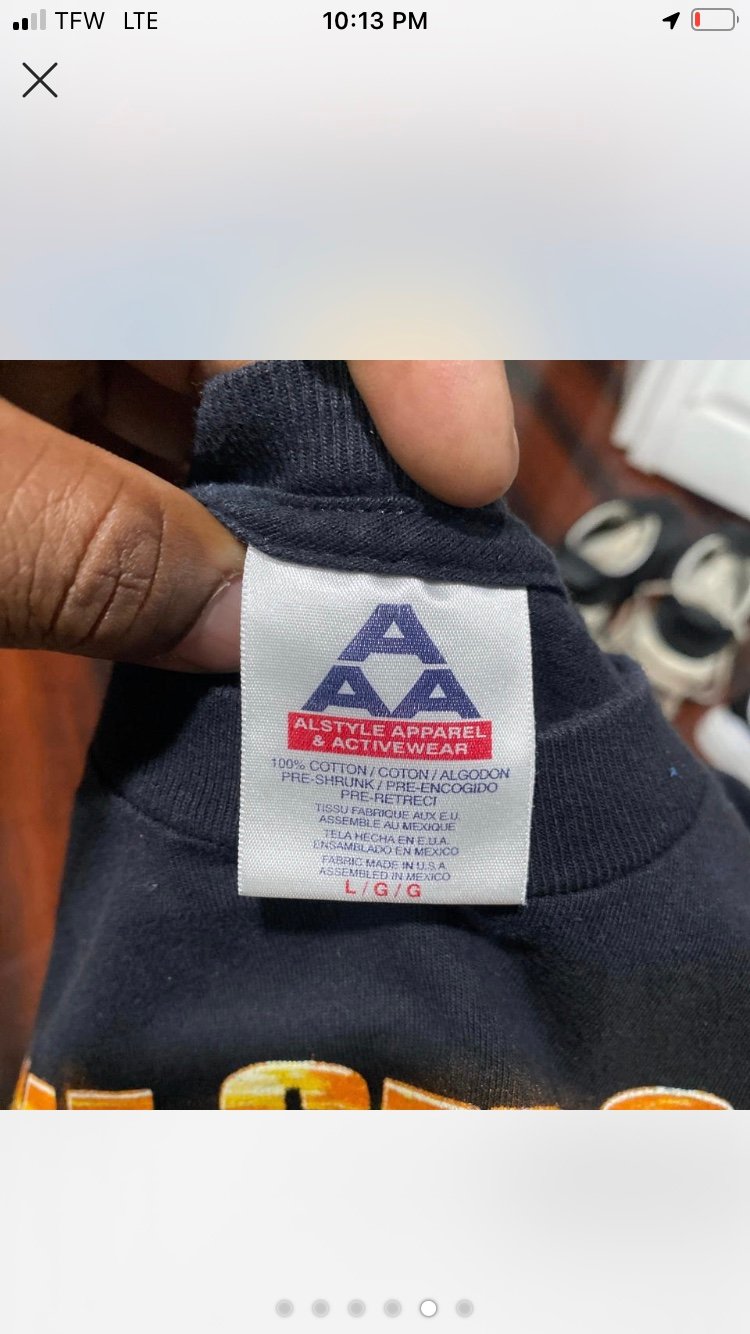 TFW LTE 10:13 PM
A
AA
ALSTYLE APPAREL
& ACTIVEWEAR
100% COTTON / COTON / ALGODON
PRE-SHRUNK / PRE-ENCOGIDO
PRE-RETRECI
TISSU FABRIQUE AUX E.U.
ASSEMBLE AU MEXIQUE
TELA HECHA EN E.U.A.
ENSAMBLADO EN MEXICO
FABRIC MADE IN U.S.A.
ASSEMBLED IN MEXICO
L / G / G